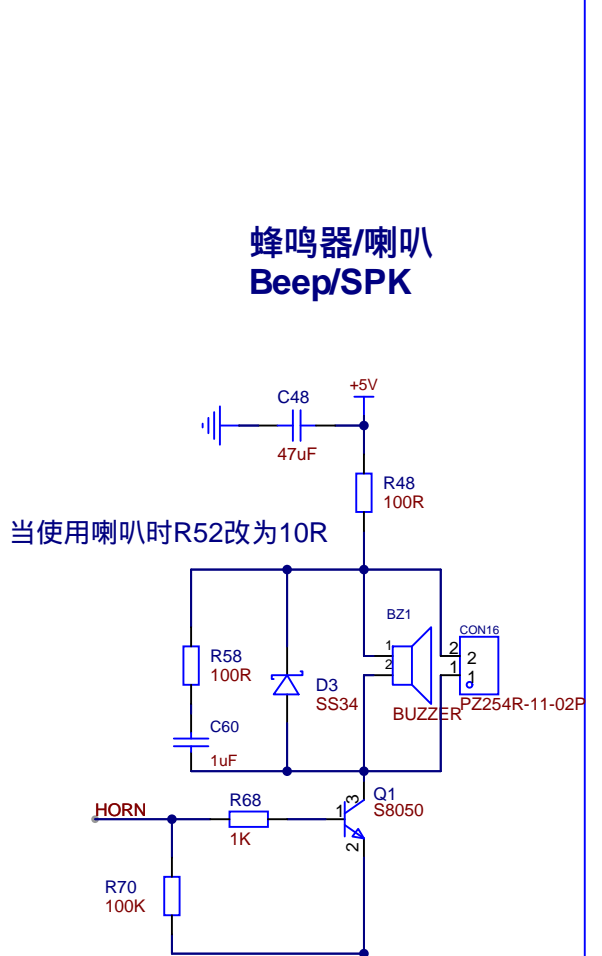 蜂鸣器/喇叭
Beep/SPK
+5V
C48
47uF
R48
100R
当使用喇叭时R52改为10R
BZ1
1
2
BUZZER
CON16
2
2
1
1
PZ254R-11-02P
R58
100R
D3
SS34
C60
1uF
HORN
R68
1K
1
3
2
Q1
S8050
R70
100K